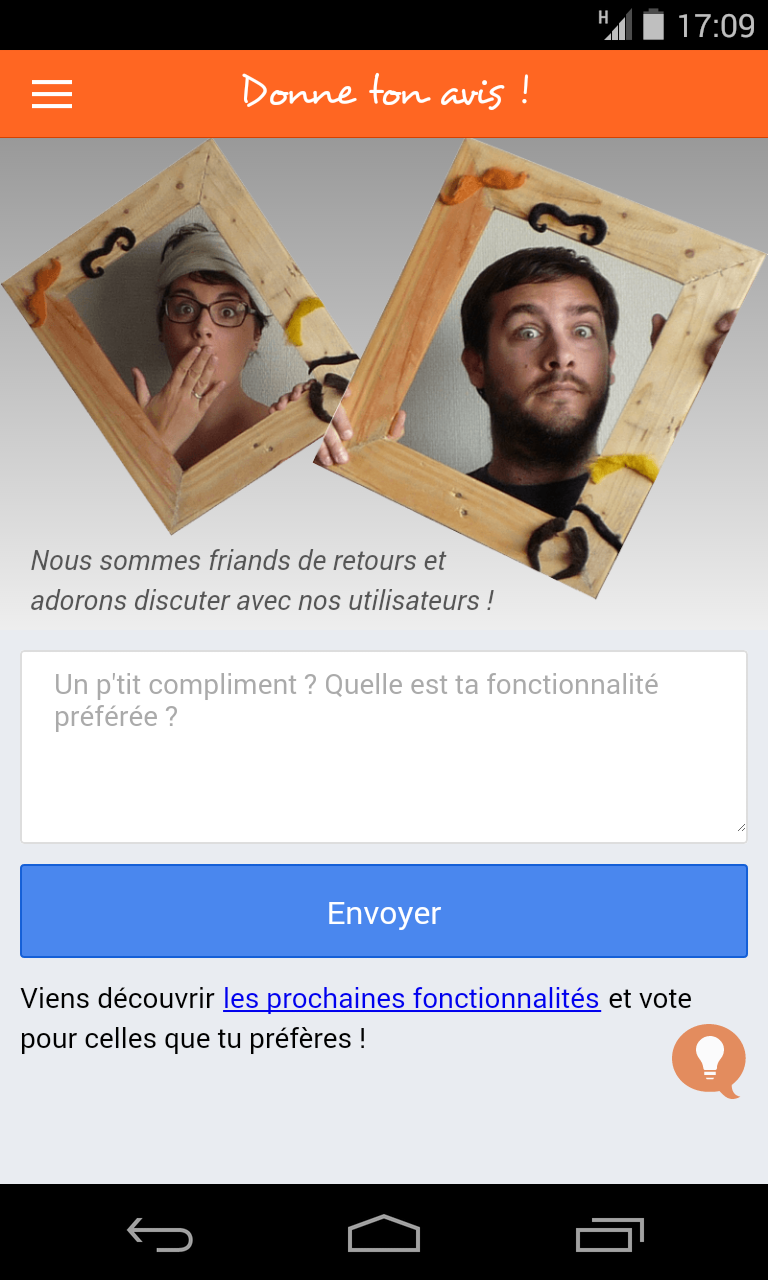 H 17:09
Donne ton avis !
Nous sommes friands de retours et
adorons discuter avec nos utilisateurs !
Un p'tit compliment ? Quelle est ta fonctionnalité
préférée ?
Envoyer
Viens découvrir les prochaines fonctionnalités et vote
pour celles que tu préfères !